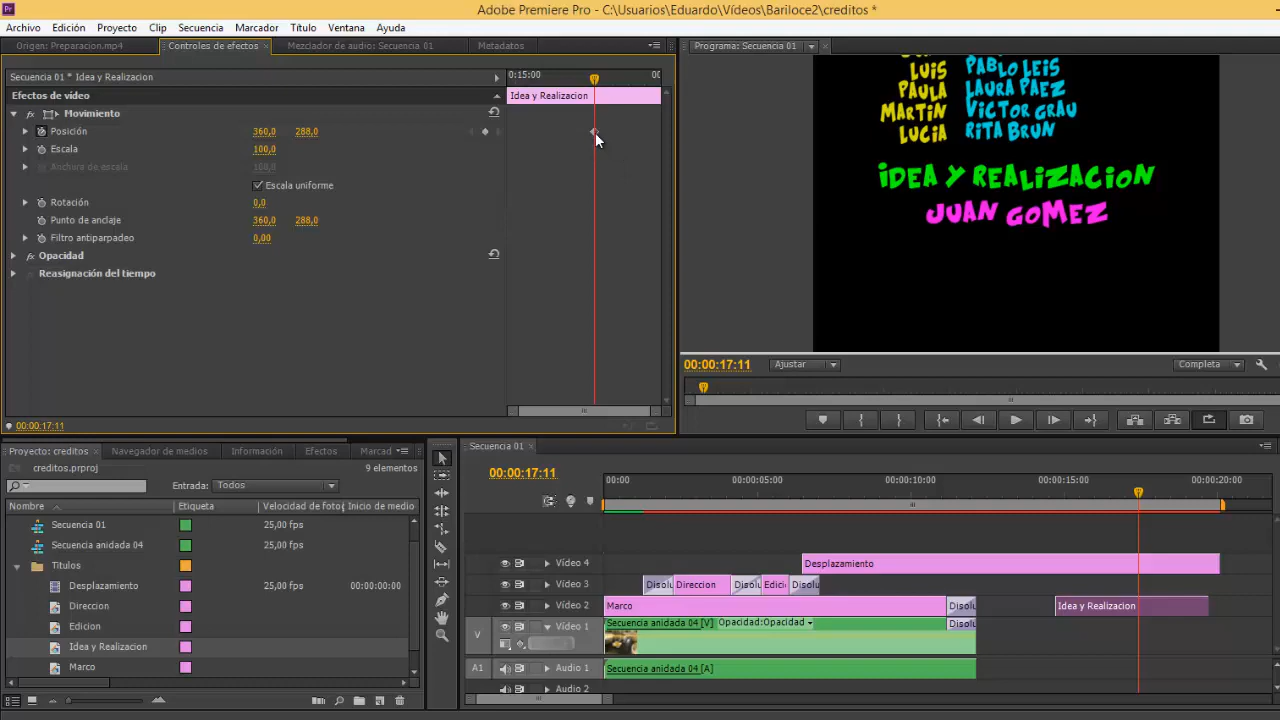 Adobe Premiere Pro - C:\Usuarios\Eduardo\Vídeos\Bariloce2\creditos *
Archivo Edición Proyecto Clip Secuencia Marcador Título Ventana Ayuda
Origen: Preparacion.mp4 Controles de efectos Mezclador de audio: Secuencia 01 Metadatos
Programa: Secuencia 01
Secuencia 01 * Idea y Realizacion
0:15:00 00
Efectos de vídeo
Idea y Realizacion
Movimiento
Posición 360,0 288,0
Escala 100,0
Anchura de escala 100,0
Escala uniforme
Rotación 0,0
Punto de anclaje 360,0 288,0
Filtro antiparpadeo 0,00
Opacidad
Reasignación del tiempo
00:00:17:11
LUIS PABLO LEIS
PAULA LAURA PAEZ
MARTIN VICTOR GRAU
LUCIA RITA BRUN
IDEA Y REALIZACION
JUAN GOMEZ
00:00:17:11 Ajustar Completa
Proyecto: creditos Navegador de medios Información Efectos Marcad
creditos.prproj 9 elementos
Entrada: Todos
Nombre Etiqueta Velocidad de foto Inicio de medio
Secuencia 01 25,00 fps
Secuencia anidada 04 25,00 fps
Titulos
Desplazamiento 25,00 fps 00:00:00:00
Direccion
Edicion
Idea y Realizacion
Marco
Secuencia 01
00:00:17:11
00:00 00:00:05:00 00:00:10:00 00:00:15:00 00:00:20:00
Vídeo 4 Desplazamiento
Vídeo 3 Disolu Direccion Disolu Edici Disolu
Vídeo 2 Marco Disolu Idea y Realizacion
V Vídeo 1 Secuencia anidada 04 [V] Opacidad:Opacidad Disolu
A1 Audio 1 Secuencia anidada 04 [A]
Audio 2